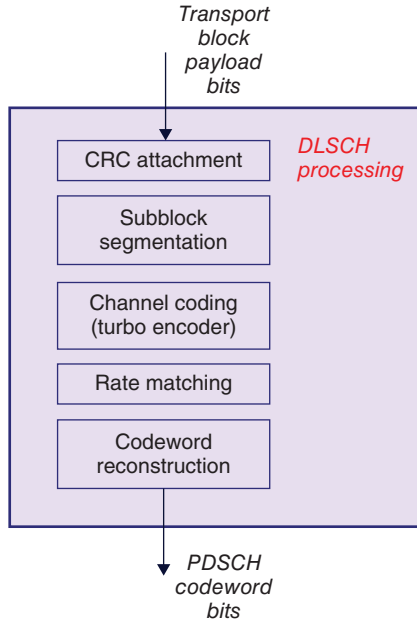 Transport
block
payload
bits
CRC attachment
DLSCH
processing
Subblock
segmentation
Channel coding
(turbo encoder)
Rate matching
Codeword
reconstruction
PDSCH
codeword
bits